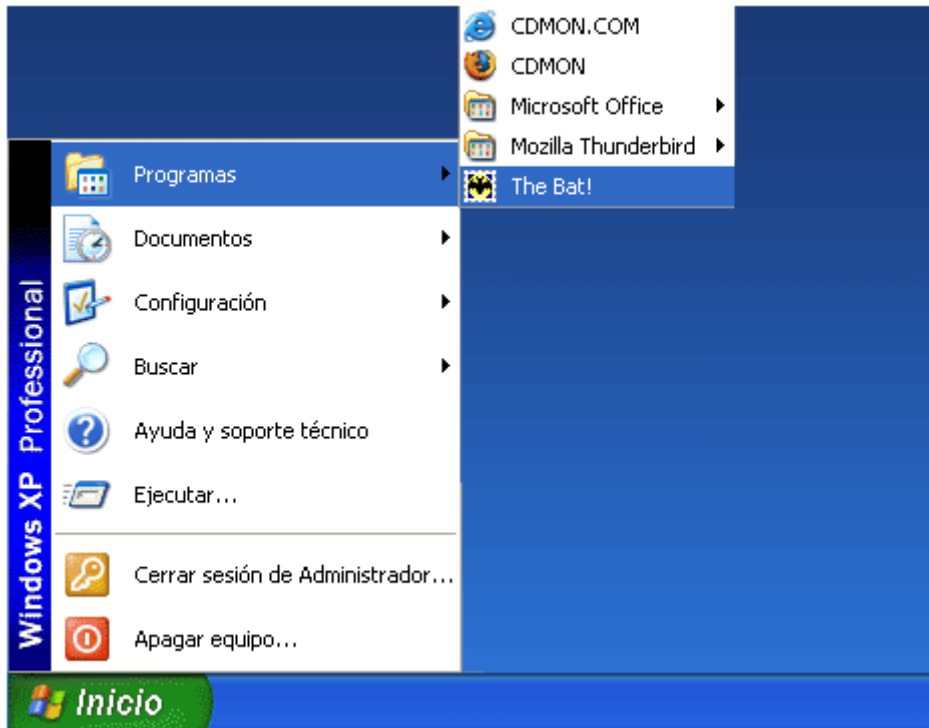 CDMON.COM
CDMON
Microsoft Office
Mozilla Thunderbird
The Bat!
Programas
Documentos
Configuración
Buscar
Ayuda y soporte técnico
Ejecutar...
Cerrar sesión de Administrador...
Apagar equipo...
Windows XP Professional
Inicio